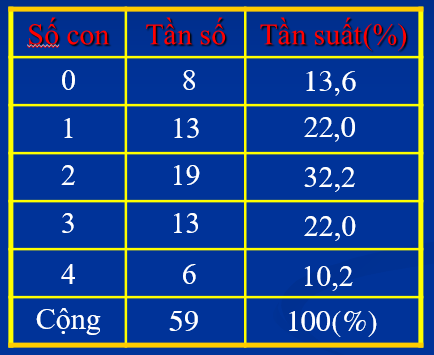 Số con Tần số Tần suất(%)
0 8 13,6
1 13 22,0
2 19 32,2
3 13 22,0
4 6 10,2
Cộng 59 100(%)